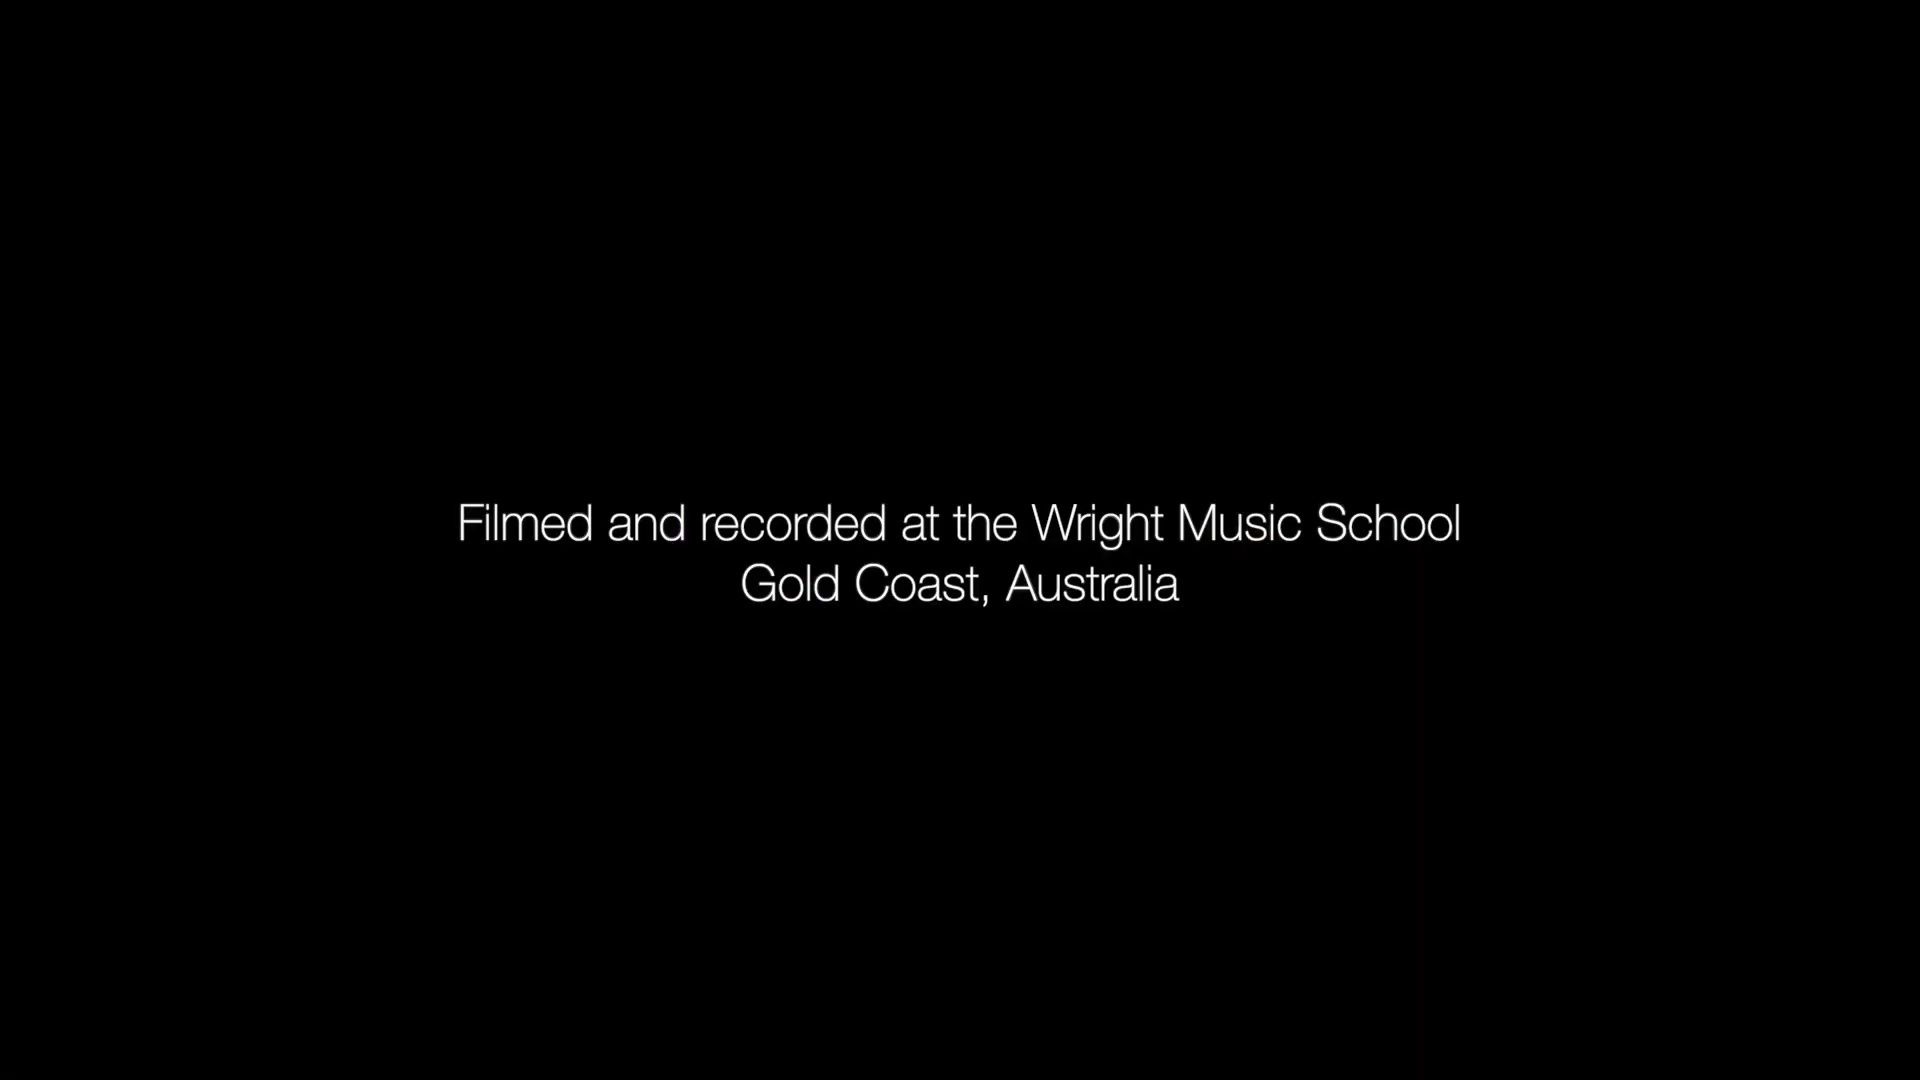 Filmed and recorded at the Wright Music School
Gold Coast, Australia